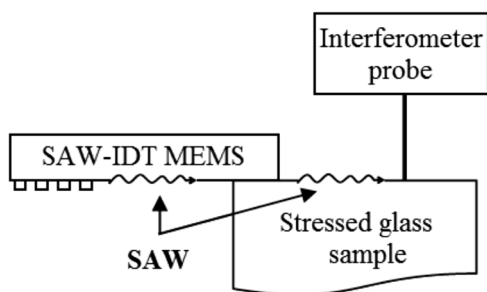 Interferometer
probe
SAW-IDT MEMS
Stressed glass
sample
SAW